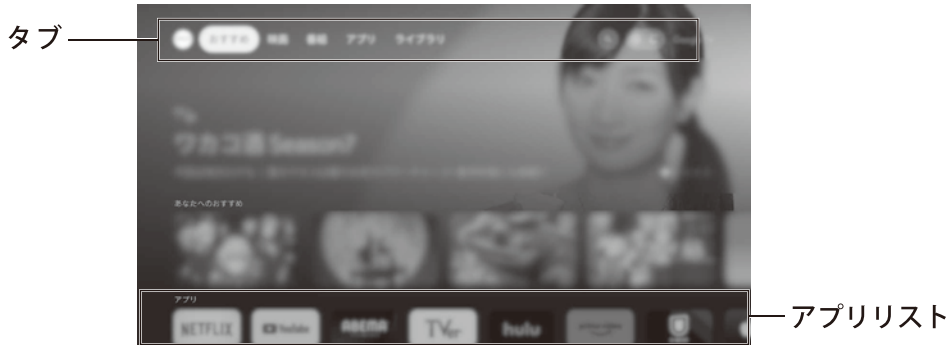 タブ
おすすめ 映画 番組 アプリ ライブラリ
ワカコ酒 Season7
あなたへのおすすめ
アプリ
NETFLIX YouTube ABEMA TVer hulu prime video
アプリリスト